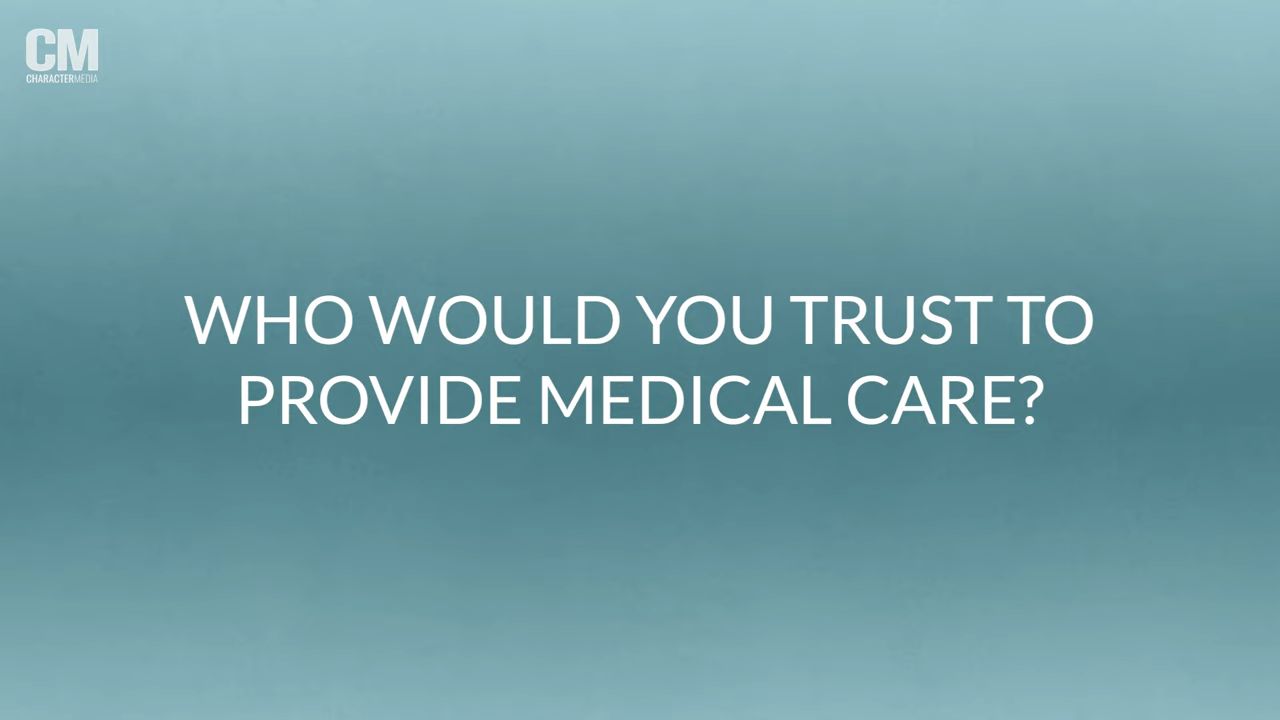 CM
CHARACTERMEDIA
WHO WOULD YOU TRUST TO
PROVIDE MEDICAL CARE?